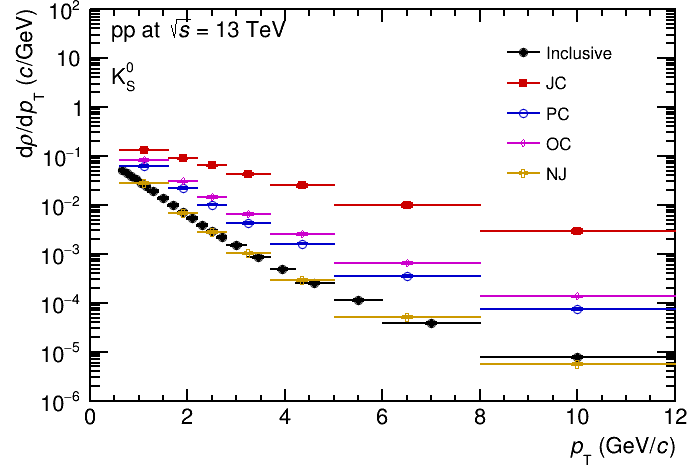 pp at √s = 13 TeV
K⁰_S
Inclusive
JC
PC
OC
NJ
dρ/dp_T (c/GeV)
10²
10
1
10⁻¹
10⁻²
10⁻³
10⁻⁴
10⁻⁵
10⁻⁶
0 2 4 6 8 10 12
p_T (GeV/c)